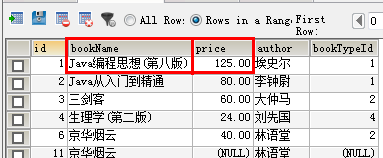 All Rows
Rows in a Range
First Row:
id bookName price author bookTypeId
1 Java编程思想(第八版) 125.00 埃史尔 1
2 Java从入门到精通 80.00 李钟尉 1
3 三剑客 60.00 大仲马 2
4 生理学(第二版) 24.00 刘先国 4
6 京华烟云 40.00 林语堂 2
11 京华烟云 (NULL) 林语堂 (NULL)